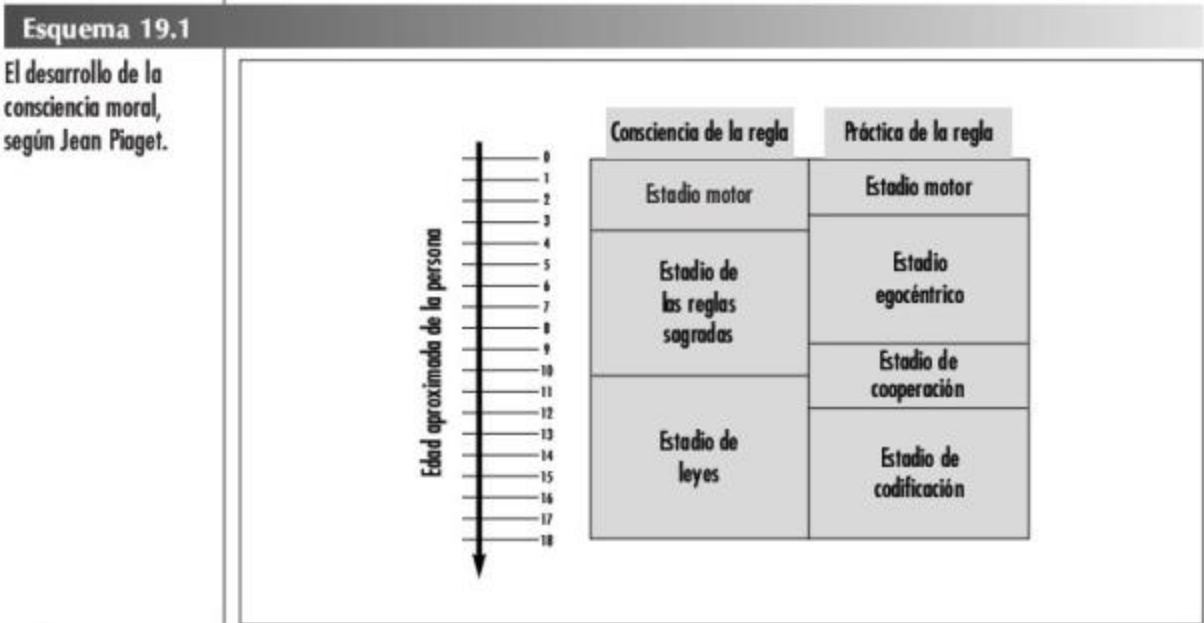 Esquema 19.1
El desarrollo de la
consciencia moral,
según Jean Piaget.
Edad aproximada de la persona
0
1
2
3
4
5
6
7
8
9
10
11
12
13
14
15
16
17
18
Consciencia de la regla
Estadio motor
Estadio de
las reglas
sagradas
Estadio de
leyes
Práctica de la regla
Estadio motor
Estadio
egocéntrico
Estadio de
cooperación
Estadio de
codificación